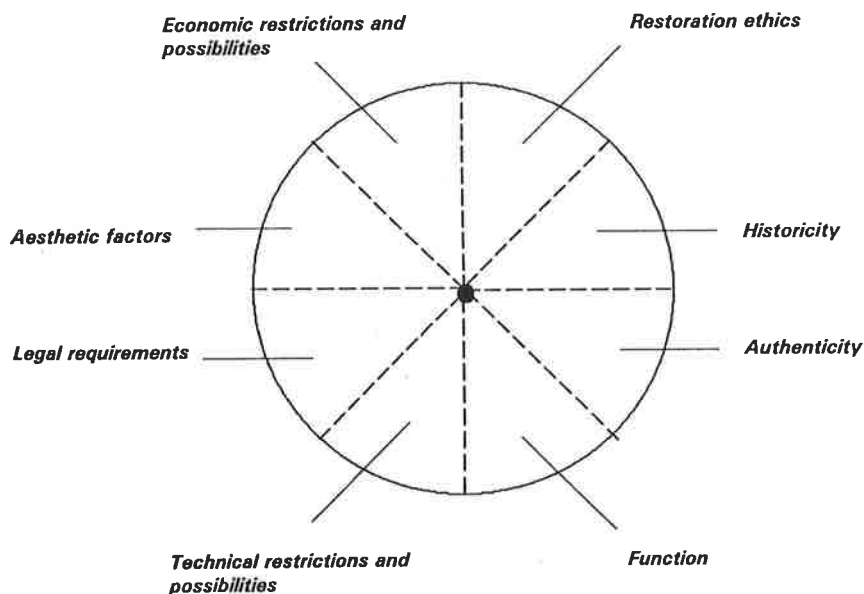 Economic restrictions and
possibilities
Restoration ethics
Aesthetic factors
Historicity
Legal requirements
Authenticity
Technical restrictions and
possibilities
Function